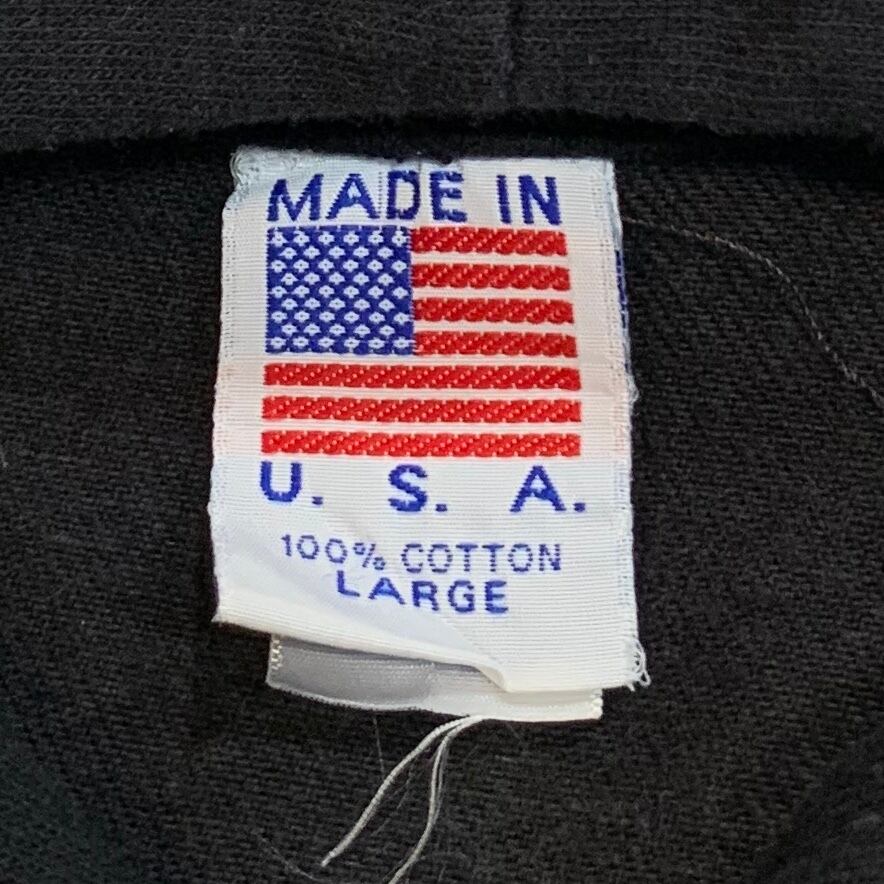 MADE IN
U. S. A.
100% COTTON
LARGE